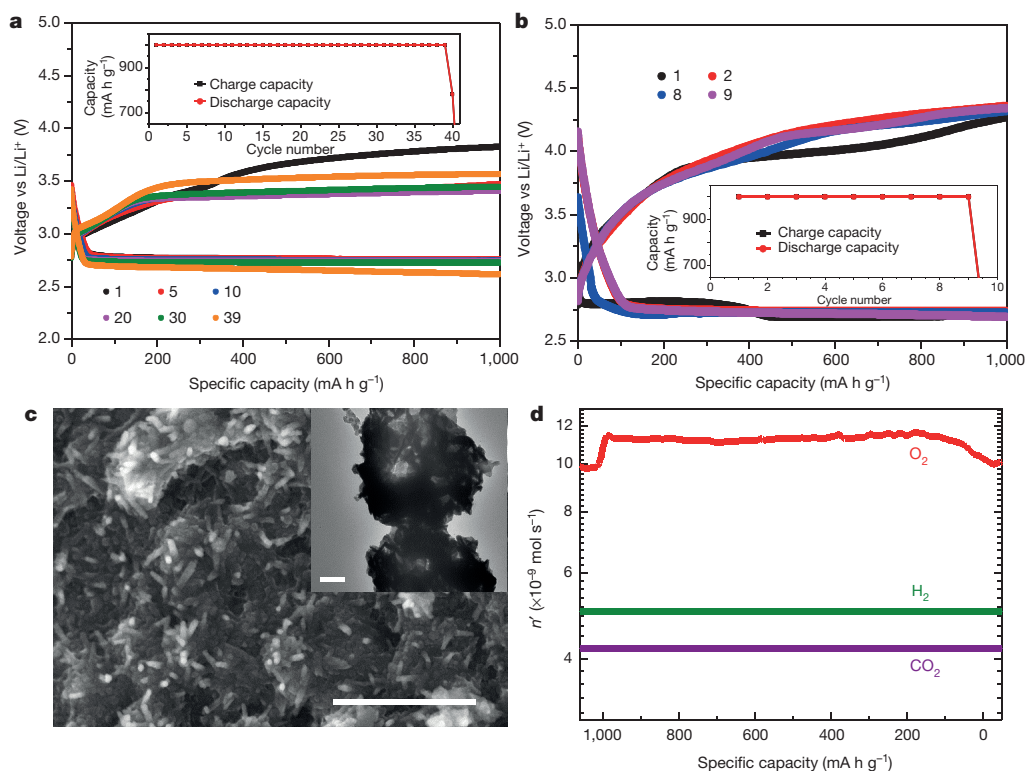 a
5.0
4.5
4.0
3.5
3.0
2.5
2.0
Voltage vs Li/Li⁺ (V)
0
200
400
600
800
1,000
Specific capacity (mA h g⁻¹)
1
5
10
20
30
39
Capacity
(mA h g⁻¹)
900
700
Charge capacity
Discharge capacity
0
5
10
15
20
25
30
35
40
Cycle number
b
5.0
4.5
4.0
3.5
3.0
2.5
Voltage vs Li/Li⁺ (V)
0
200
400
600
800
1,000
Specific capacity (mA h g⁻¹)
1
2
8
9
Capacity
(mA h g⁻¹)
900
700
Charge capacity
Discharge capacity
0
2
4
6
8
10
Cycle number
c
d
12
10
8
6
4
n′ (×10⁻⁹ mol s⁻¹)
O₂
H₂
CO₂
1,000
800
600
400
200
0
Specific capacity (mA h g⁻¹)